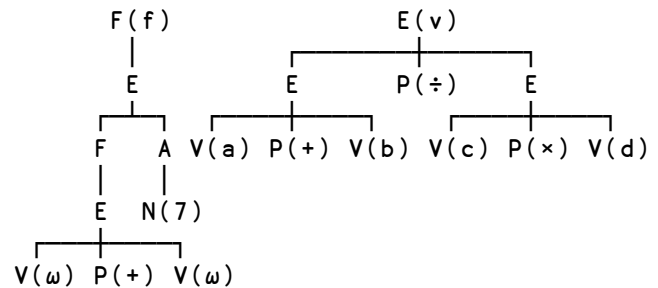 F(f) E(v)
E E P(÷) E
F A V(a) P(+) V(b) V(c) P(×) V(d)
E N(7)
V(ω) P(+) V(ω)